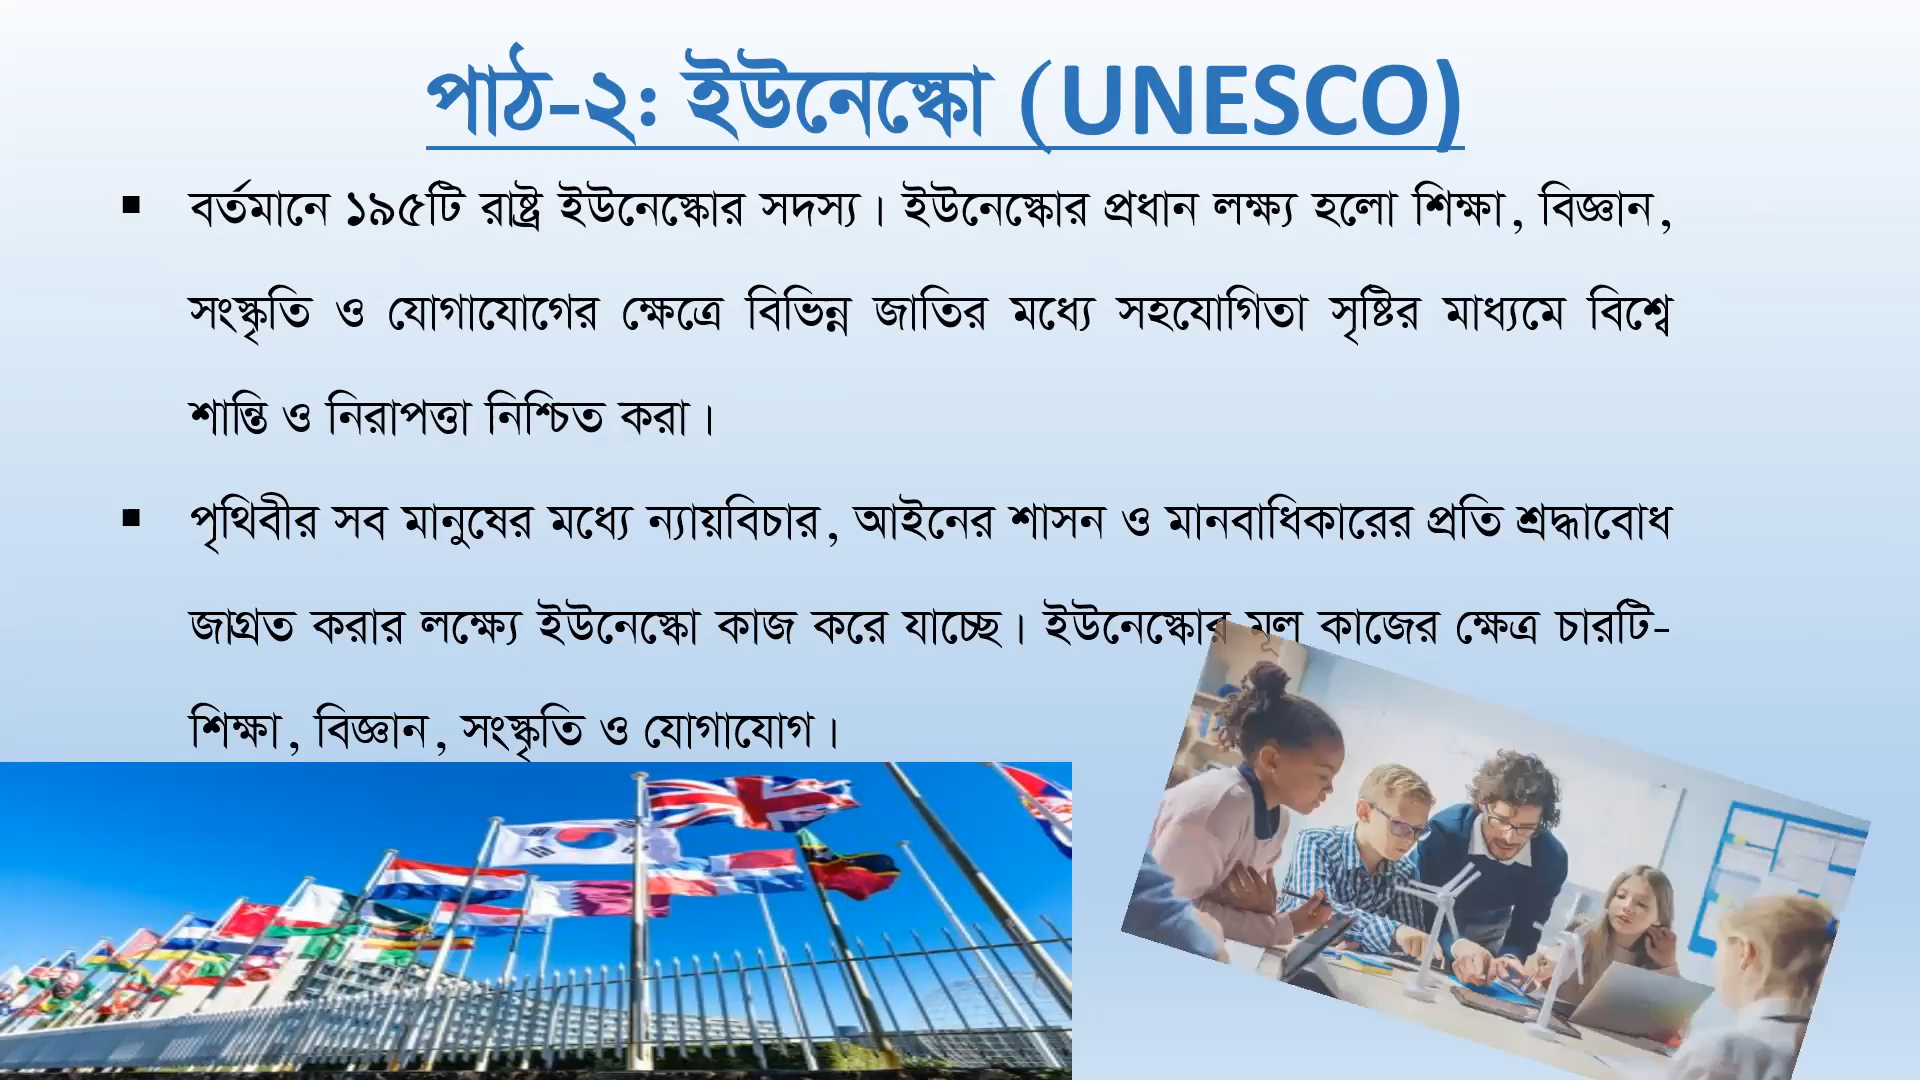 পাঠ-২: ইউনেস্কো (UNESCO)
▪ বর্তমানে ১৯৫টি রাষ্ট্র ইউনেস্কোর সদস্য। ইউনেস্কোর প্রধান লক্ষ্য হলো শিক্ষা, বিজ্ঞান,
সংস্কৃতি ও যোগাযোগের ক্ষেত্রে বিভিন্ন জাতির মধ্যে সহযোগিতা সৃষ্টির মাধ্যমে বিশ্বে
শান্তি ও নিরাপত্তা নিশ্চিত করা।
▪ পৃথিবীর সব মানুষের মধ্যে ন্যায়বিচার, আইনের শাসন ও মানবাধিকারের প্রতি শ্রদ্ধাবোধ
জাগ্রত করার লক্ষ্যে ইউনেস্কো কাজ করে যাচ্ছে। ইউনেস্কোর মূল কাজের ক্ষেত্র চারটি-
শিক্ষা, বিজ্ঞান, সংস্কৃতি ও যোগাযোগ।